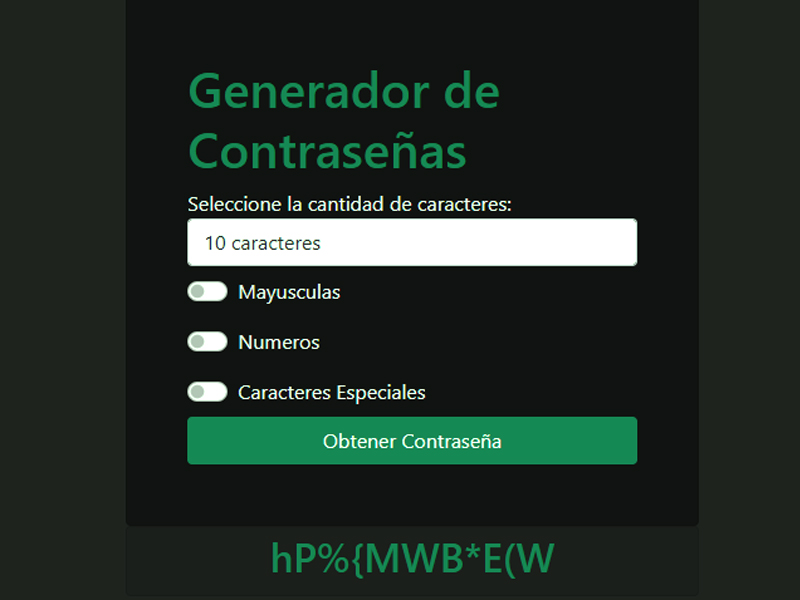 Generador de
Contraseñas
Seleccione la cantidad de caracteres:
10 caracteres
Mayusculas
Numeros
Caracteres Especiales
Obtener Contraseña
hP%{MWB*E(W